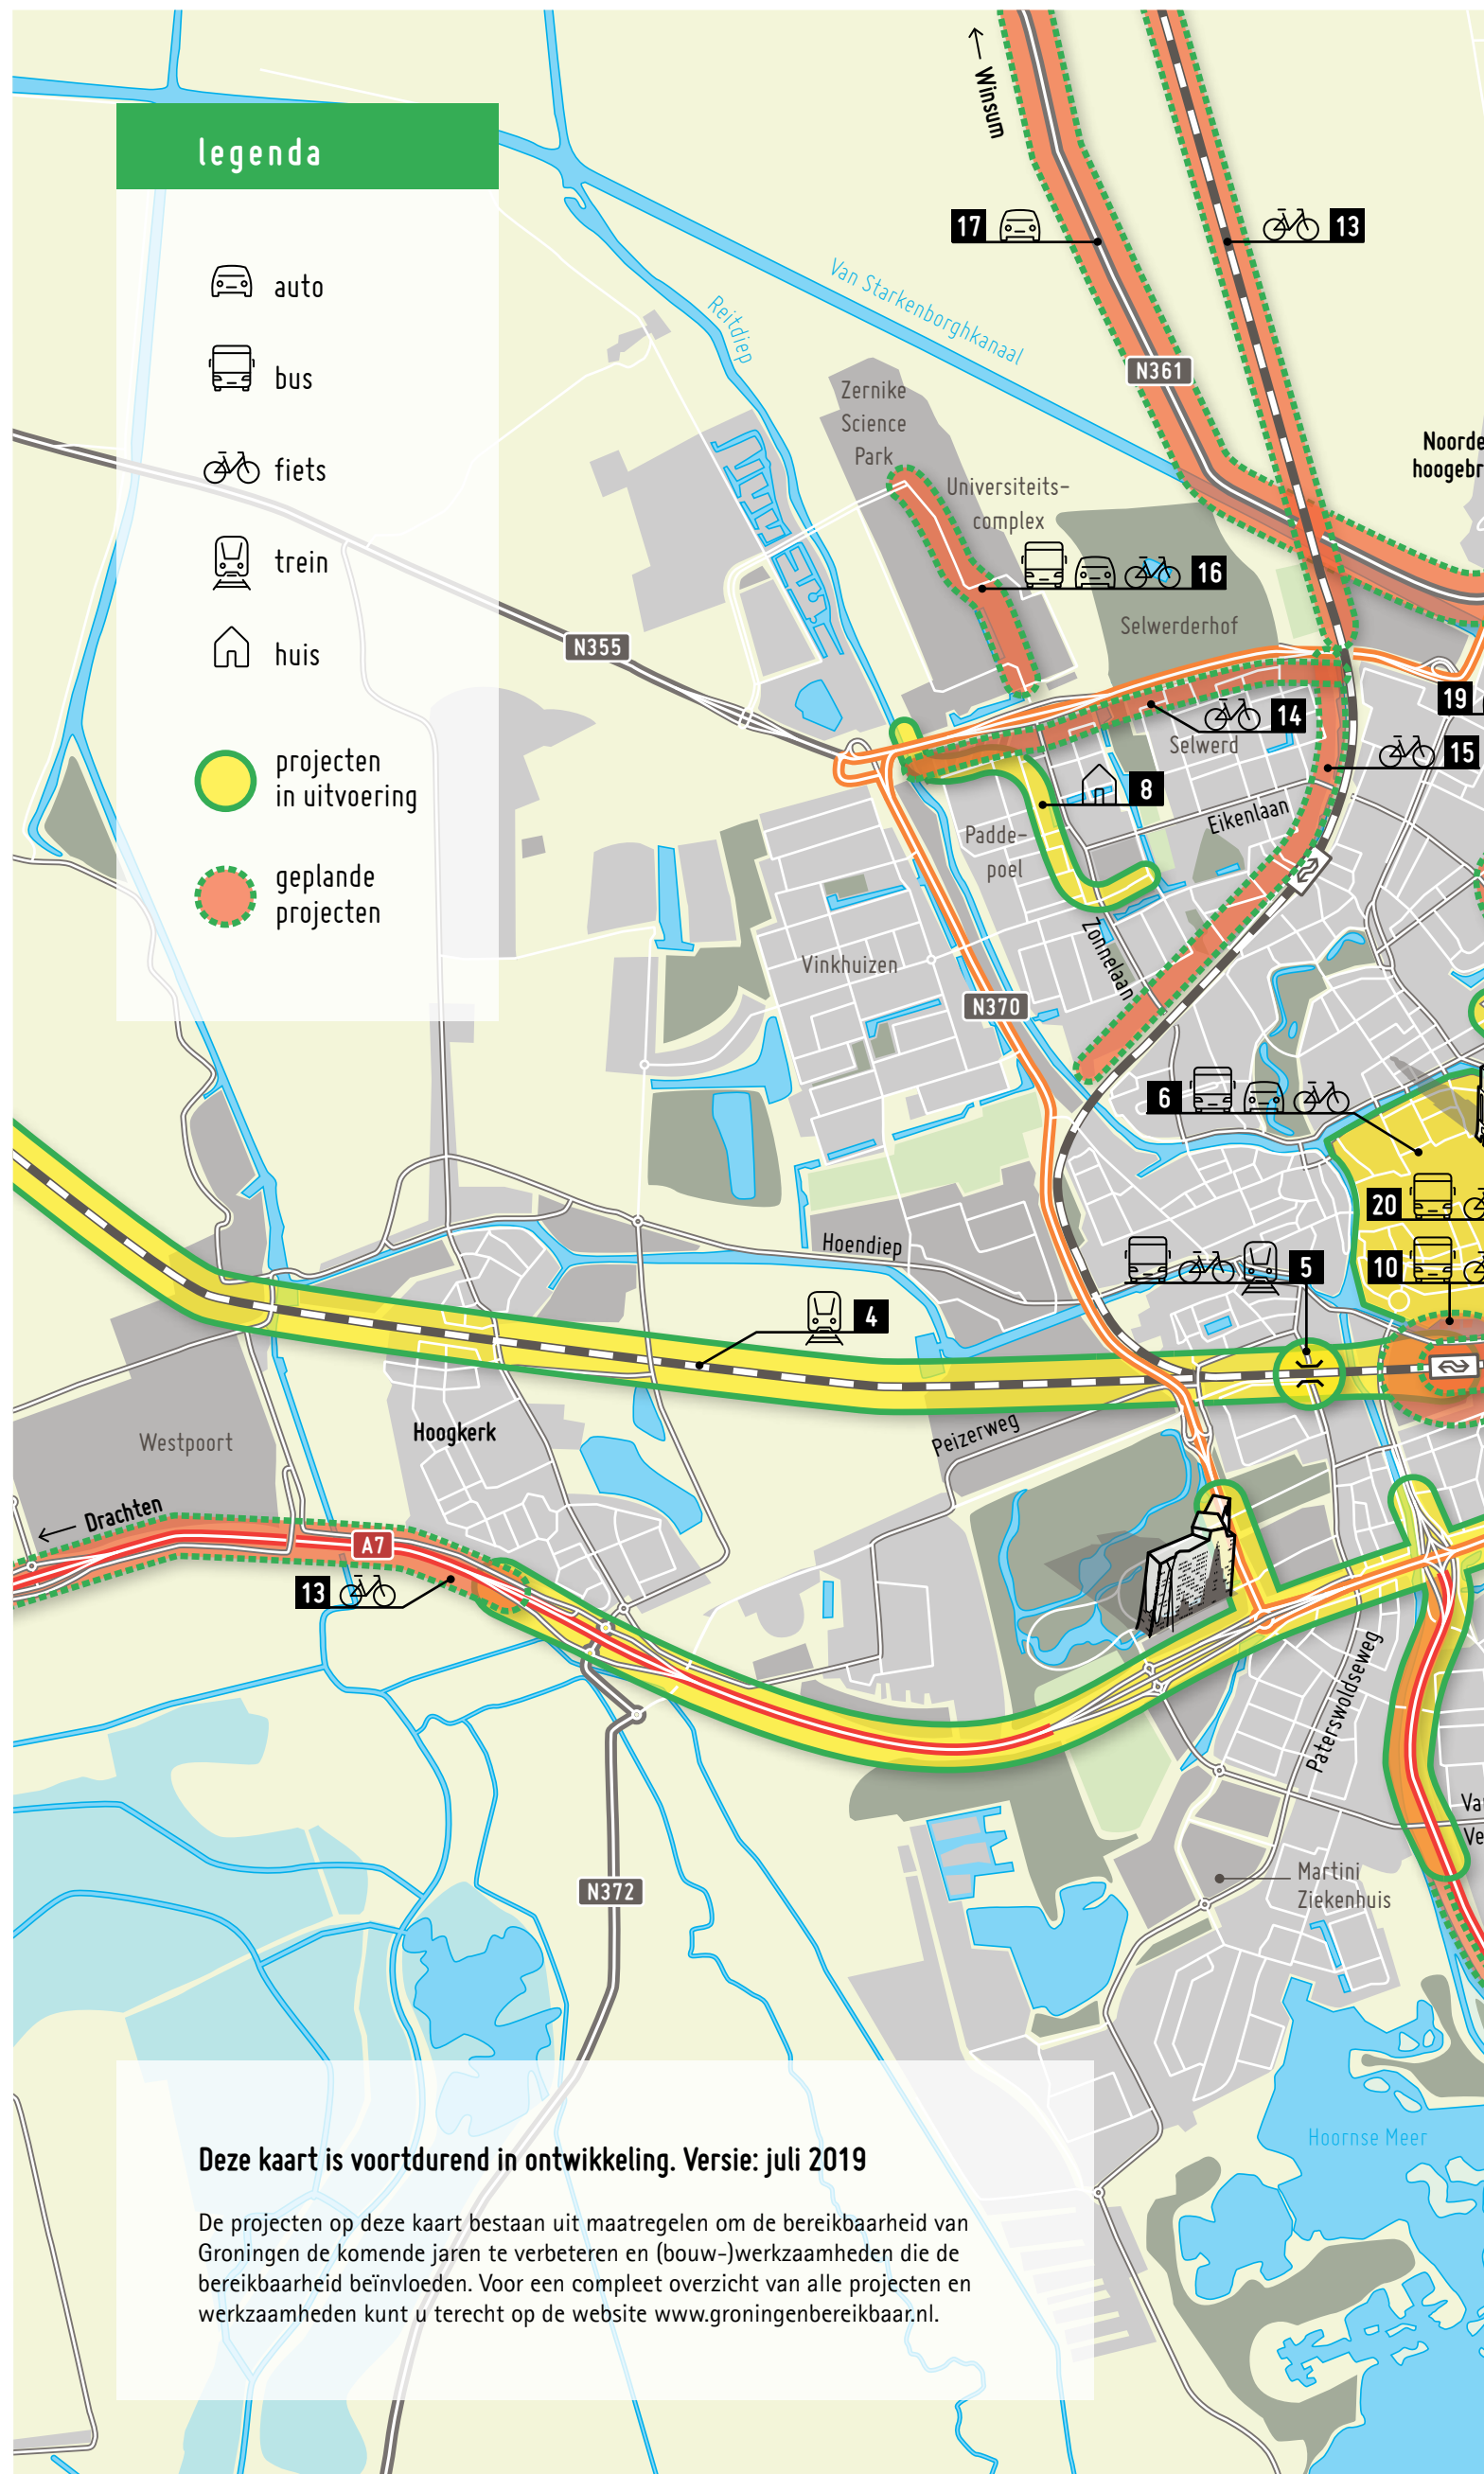 legenda
auto
bus
fiets
trein
huis
projecten
in uitvoering
geplande
projecten
← Winsum
17
13
Van Starkenborghkanaal
Reitdiep
N361
Zernike
Science
Park
Noorde
hoogebr
Universiteits-
complex
16
Selwerderhof
N355
19
14
Selwerd
15
8
Eikenlaan
Padde-
poel
Zonnelaan
Vinkhuizen
N370
6
20
Hoendiep
5
10
4
Peizerweg
Westpoort
Hoogkerk
← Drachten
A7
13
Paterswoldseweg
Va
Ve
N372
Martini
Ziekenhuis
Hoornse Meer
Deze kaart is voortdurend in ontwikkeling. Versie: juli 2019
De projecten op deze kaart bestaan uit maatregelen om de bereikbaarheid van
Groningen de komende jaren te verbeteren en (bouw-)werkzaamheden die de
bereikbaarheid beïnvloeden. Voor een compleet overzicht van alle projecten en
werkzaamheden kunt u terecht op de website www.groningenbereikbaar.nl.